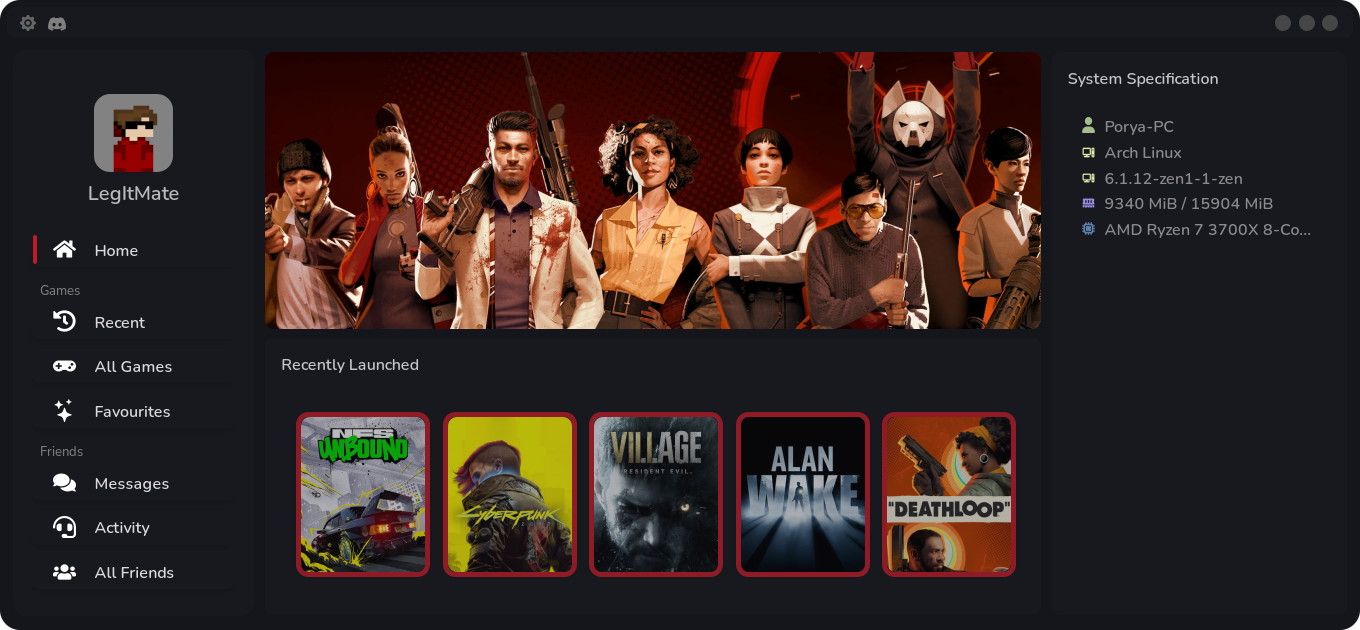 LegItMate
Home
Games
Recent
All Games
Favourites
Friends
Messages
Activity
All Friends
Recently Launched
NFS
UNBOUND
CYBERPUNK
VILLAGE
RESIDENT EVIL.
ALAN
WAKE
"DEATHLOOP"
System Specification
Porya-PC
Arch Linux
6.1.12-zen1-1-zen
9340 MiB / 15904 MiB
AMD Ryzen 7 3700X 8-Co...